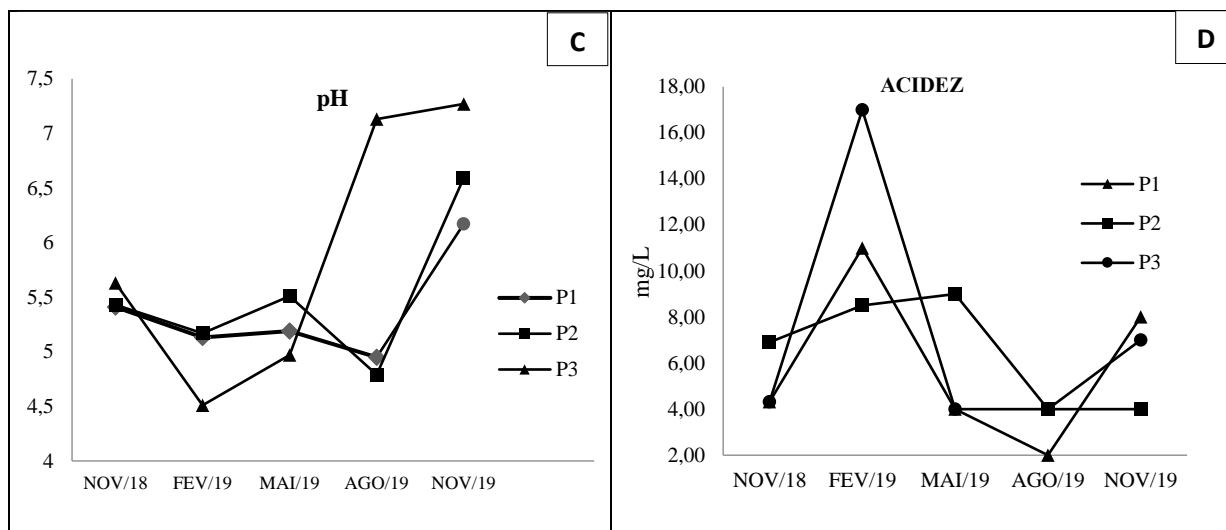 C
pH
7,5
7
6,5
6
5,5
5
4,5
4
NOV/18 FEV/19 MAI/19 AGO/19 NOV/19
P1
P2
P3
D
ACIDEZ
mg/L
18,00
16,00
14,00
12,00
10,00
8,00
6,00
4,00
2,00
NOV/18 FEV/19 MAI/19 AGO/19 NOV/19
P1
P2
P3